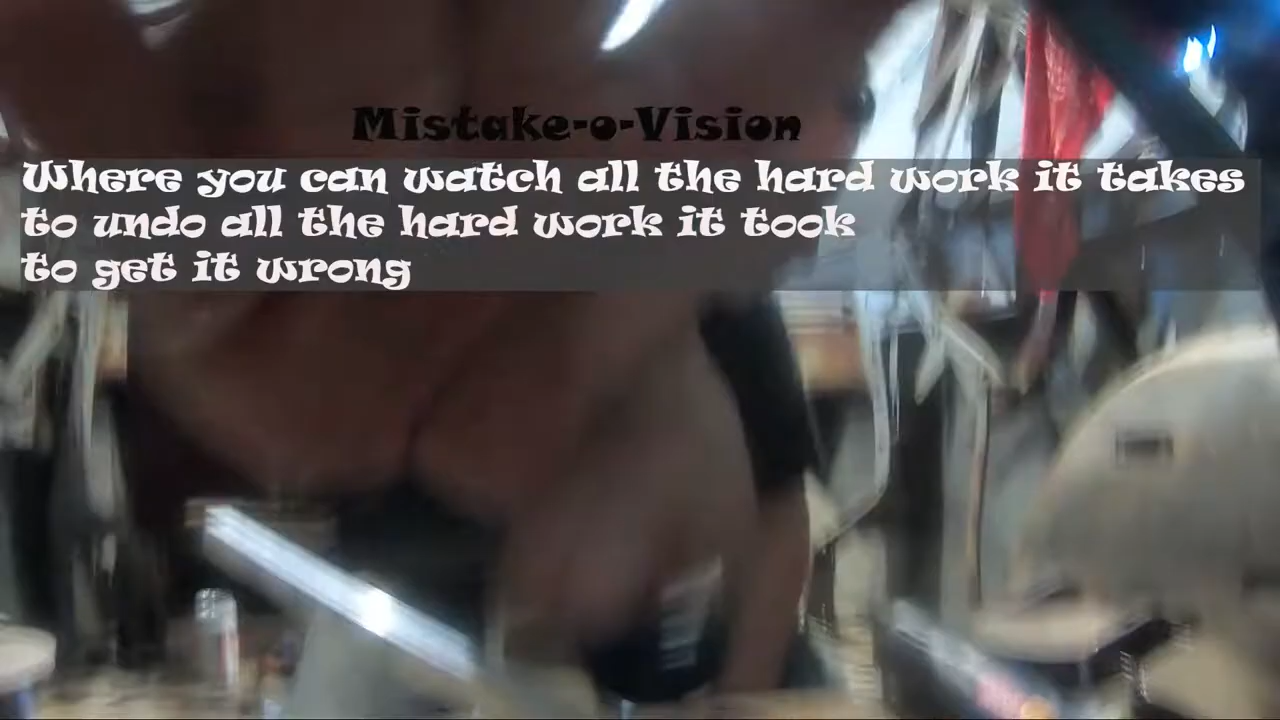 Mistake-o-Vision
Where you can watch all the hard work it takes
to undo all the hard work it took
to get it wrong